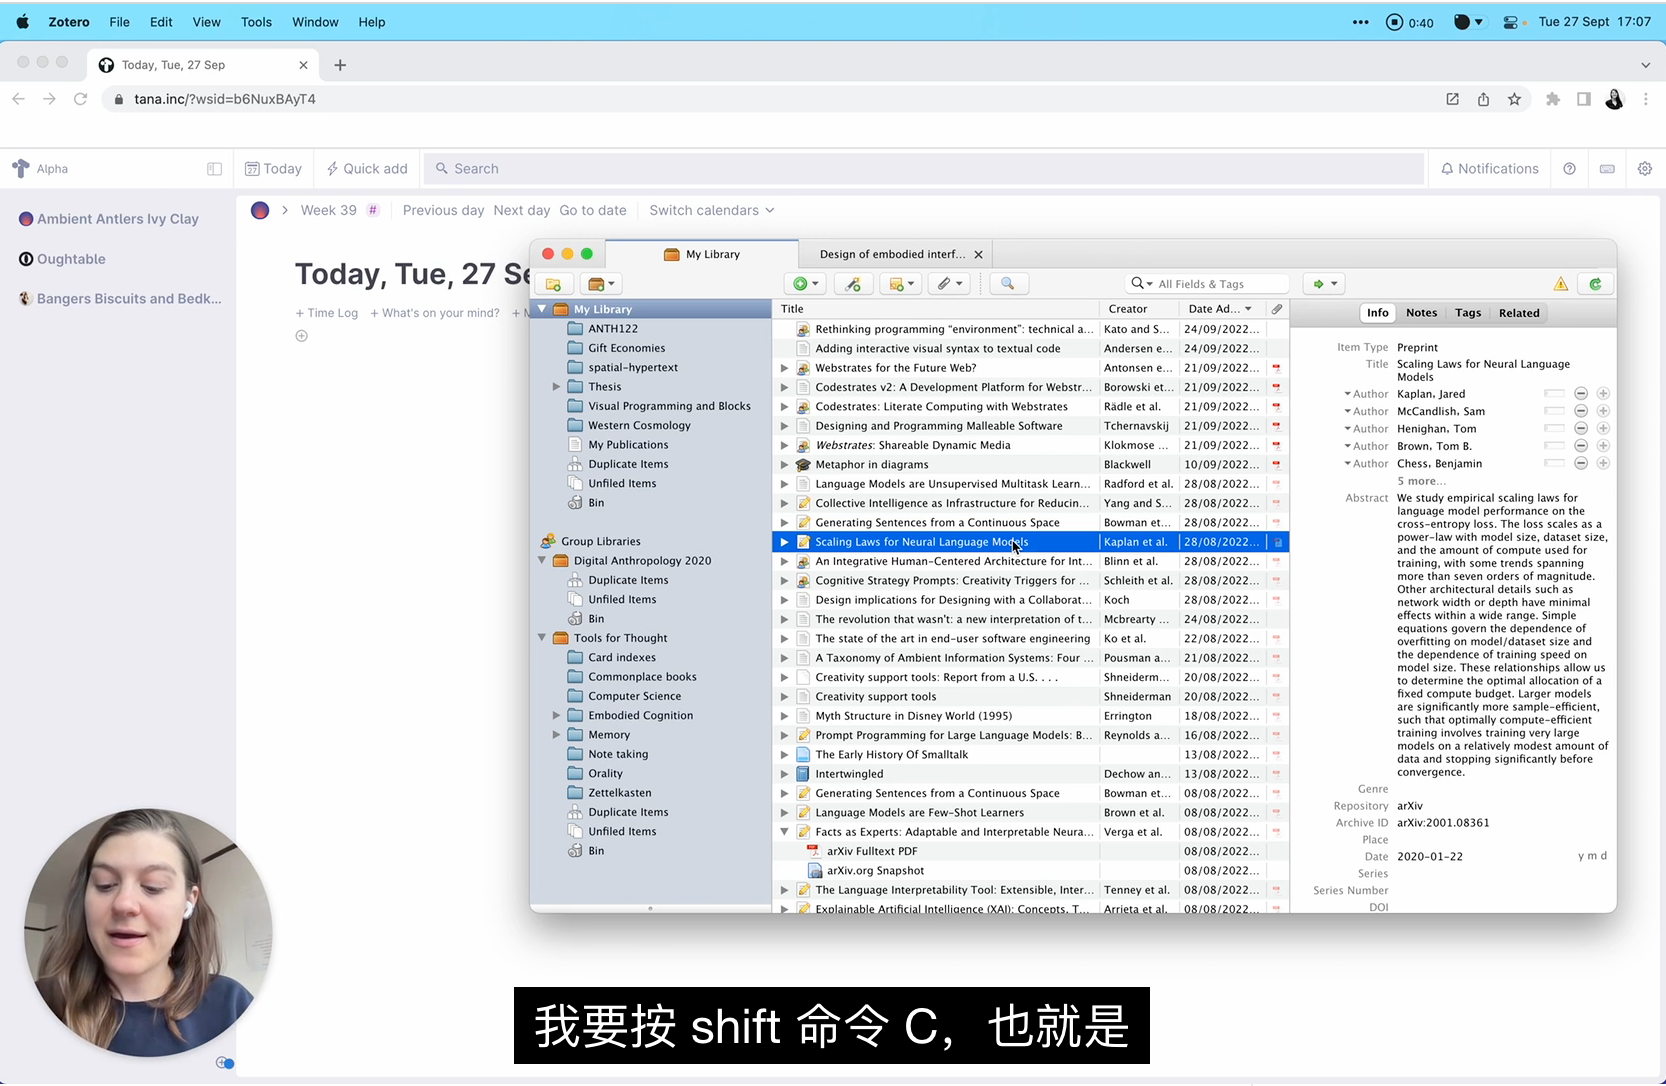 Zotero File Edit View Tools Window Help
0:40
Tue 27 Sept 17:07
Today, Tue, 27 Sep
tana.inc/?wsid=b6NuxBAyT4
Alpha
27 Today
Quick add
Search
Notifications
Ambient Antlers Ivy Clay
Oughtable
Bangers Biscuits and Bedk...
Week 39 #
Previous day Next day Go to date
Switch calendars
Today, Tue, 27 Se
+ Time Log + What's on your mind?
My Library
Design of embodied interf...
All Fields & Tags
My Library
ANTH122
Gift Economies
spatial-hypertext
Thesis
Visual Programming and Blocks
Western Cosmology
My Publications
Duplicate Items
Unfiled Items
Bin
Group Libraries
Digital Anthropology 2020
Duplicate Items
Unfiled Items
Bin
Tools for Thought
Card indexes
Commonplace books
Computer Science
Embodied Cognition
Memory
Note taking
Orality
Zettelkasten
Duplicate Items
Unfiled Items
Bin
Title Creator Date Ad...
Rethinking programming “environment”: technical a... Kato and S... 24/09/2022...
Adding interactive visual syntax to textual code Andersen e... 24/09/2022...
Webstrates for the Future Web? Antonsen e... 21/09/2022...
Codestrates v2: A Development Platform for Webstr... Borowski et... 21/09/2022...
Codestrates: Literate Computing with Webstrates Rädle et al. 21/09/2022...
Designing and Programming Malleable Software Tchernavskij 21/09/2022...
Webstrates: Shareable Dynamic Media Klokmose ... 21/09/2022...
Metaphor in diagrams Blackwell 10/09/2022...
Language Models are Unsupervised Multitask Learn... Radford et al. 28/08/2022...
Collective Intelligence as Infrastructure for Reducin... Yang and S... 28/08/2022...
Generating Sentences from a Continuous Space Bowman et... 28/08/2022...
Scaling Laws for Neural Language Models Kaplan et al. 28/08/2022...
An Integrative Human-Centered Architecture for Int... Blinn et al. 28/08/2022...
Cognitive Strategy Prompts: Creativity Triggers for ... Schleith et al. 28/08/2022...
Design implications for Designing with a Collaborat... Koch 28/08/2022...
The revolution that wasn't: a new interpretation of t... Mcbrearty ... 24/08/2022...
The state of the art in end-user software engineering Ko et al. 22/08/2022...
A Taxonomy of Ambient Information Systems: Four ... Pousman a... 21/08/2022...
Creativity support tools: Report from a U.S. . . . Shneiderm... 20/08/2022...
Creativity support tools Shneiderman 20/08/2022...
Myth Structure in Disney World (1995) Errington 18/08/2022...
Prompt Programming for Large Language Models: B... Reynolds a... 16/08/2022...
The Early History Of Smalltalk 13/08/2022...
Intertwingled Dechow an... 13/08/2022...
Generating Sentences from a Continuous Space Bowman et... 08/08/2022...
Language Models are Few-Shot Learners Brown et al. 08/08/2022...
Facts as Experts: Adaptable and Interpretable Neura... Verga et al. 08/08/2022...
arXiv Fulltext PDF 08/08/2022...
arXiv.org Snapshot 08/08/2022...
The Language Interpretability Tool: Extensible, Inter... Tenney et al. 08/08/2022...
Explainable Artificial Intelligence (XAI): Concepts, T... Arrieta et al. 08/08/2022...
Info Notes Tags Related
Item Type Preprint
Title Scaling Laws for Neural Language
Models
Author Kaplan, Jared
Author McCandlish, Sam
Author Henighan, Tom
Author Brown, Tom B.
Author Chess, Benjamin
5 more...
Abstract We study empirical scaling laws for
language model performance on the
cross-entropy loss. The loss scales as a
power-law with model size, dataset size,
and the amount of compute used for
training, with some trends spanning
more than seven orders of magnitude.
Other architectural details such as
network width or depth have minimal
effects within a wide range. Simple
equations govern the dependence of
overfitting on model/dataset size and
the dependence of training speed on
model size. These relationships allow us
to determine the optimal allocation of a
fixed compute budget. Larger models
are significantly more sample-efficient,
such that optimally compute-efficient
training involves training very large
models on a relatively modest amount of
data and stopping significantly before
convergence.
Genre
Repository arXiv
Archive ID arXiv:2001.08361
Place
Date 2020-01-22 y m d
Series
Series Number
DOI
我要按 shift 命令 C，也就是